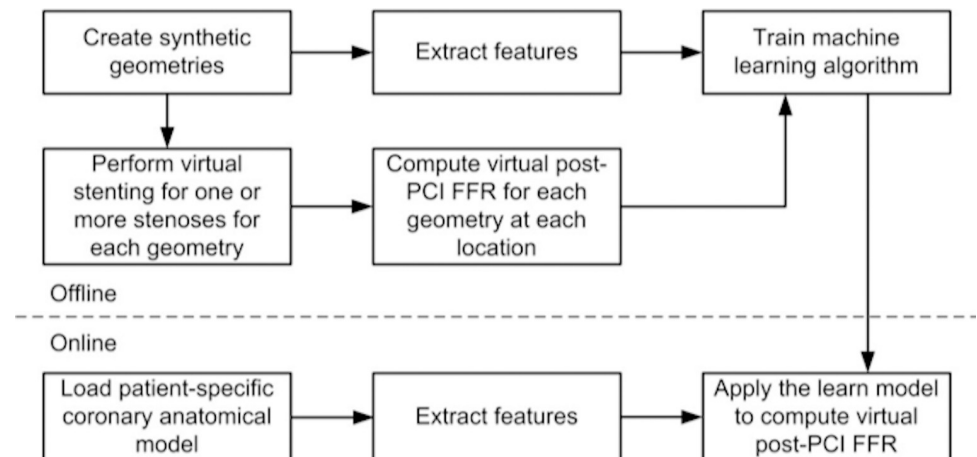 Create synthetic
geometries
Extract features
Train machine
learning algorithm
Perform virtual
stenting for one or
more stenoses for
each geometry
Compute virtual post-
PCI FFR for each
geometry at each
location
Offline
Online
Load patient-specific
coronary anatomical
model
Extract features
Apply the learn model
to compute virtual
post-PCI FFR